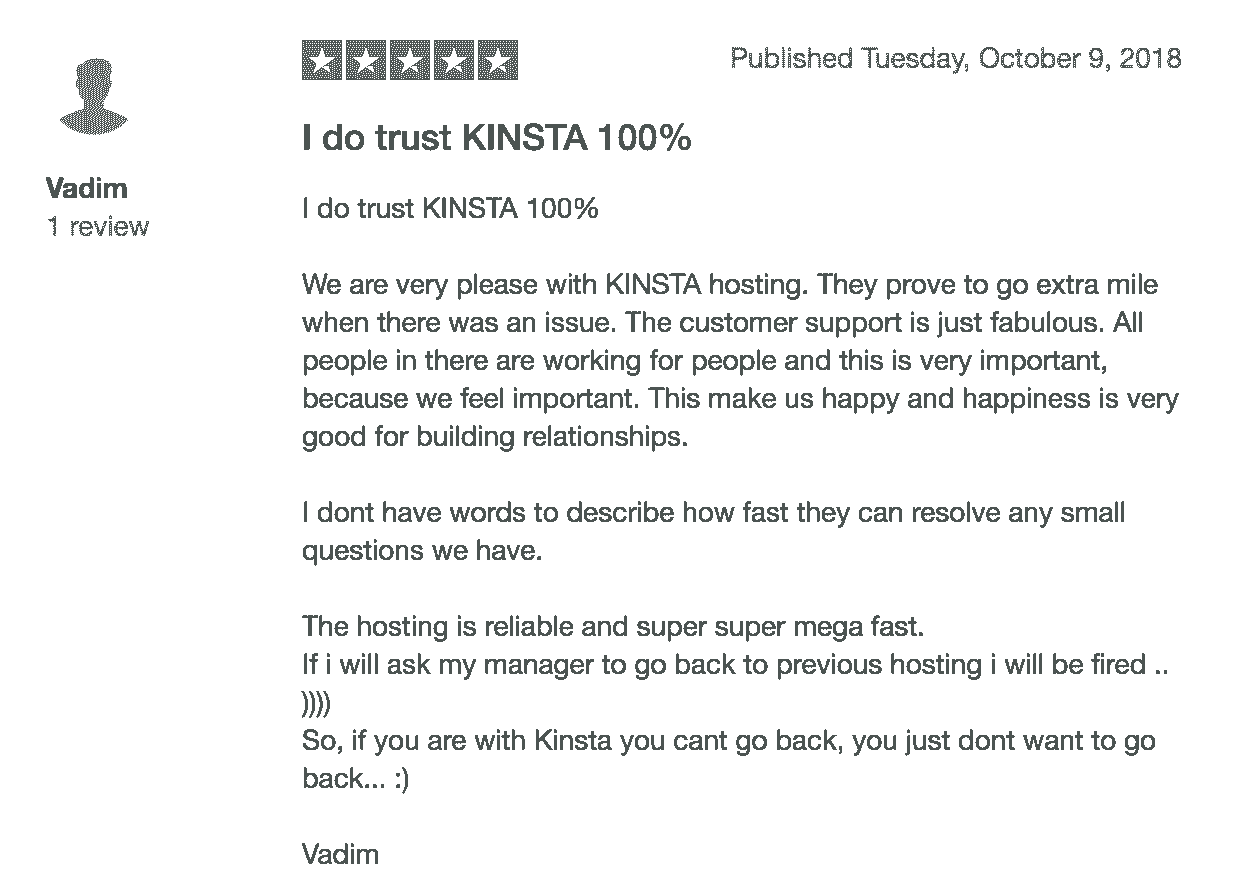 Published Tuesday, October 9, 2018
I do trust KINSTA 100%
Vadim
1 review
I do trust KINSTA 100%
We are very please with KINSTA hosting. They prove to go extra mile
when there was an issue. The customer support is just fabulous. All
people in there are working for people and this is very important,
because we feel important. This make us happy and happiness is very
good for building relationships.
I dont have words to describe how fast they can resolve any small
questions we have.
The hosting is reliable and super super mega fast.
If i will ask my manager to go back to previous hosting i will be fired ..
))))
So, if you are with Kinsta you cant go back, you just dont want to go
back... :)
Vadim